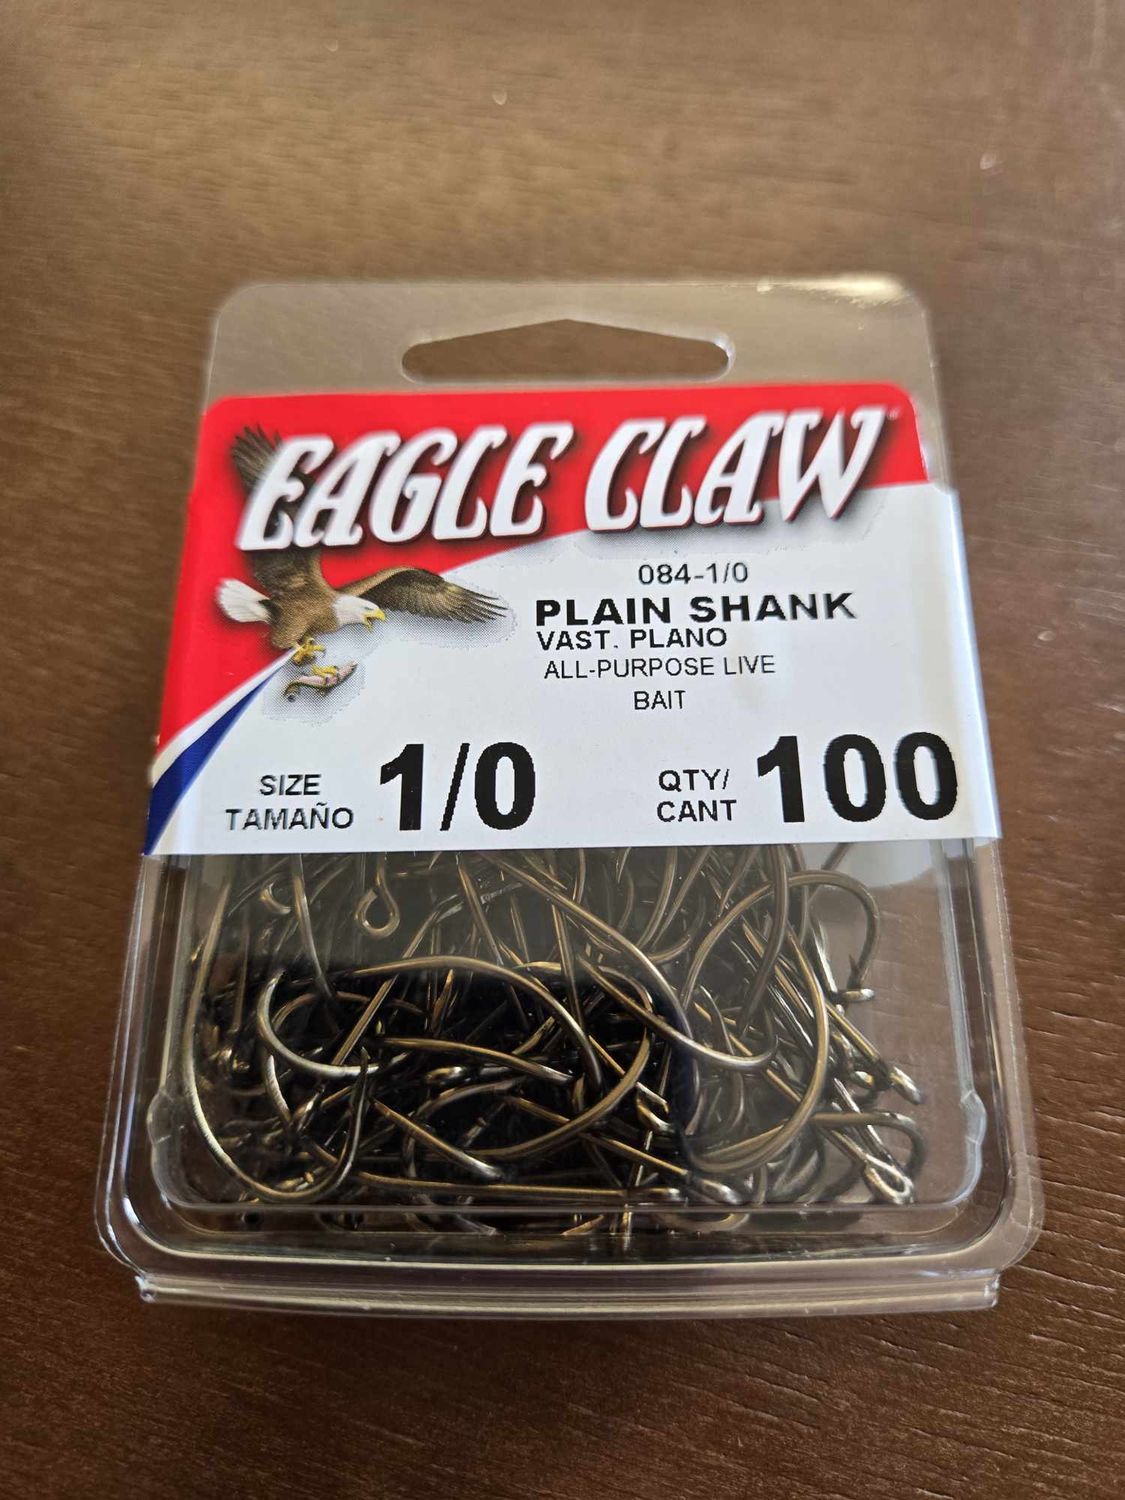 EAGLE CLAW
084-1/0
PLAIN SHANK
VAST. PLANO
ALL-PURPOSE LIVE
BAIT
SIZE
TAMAÑO
1/0
QTY/
CANT
100